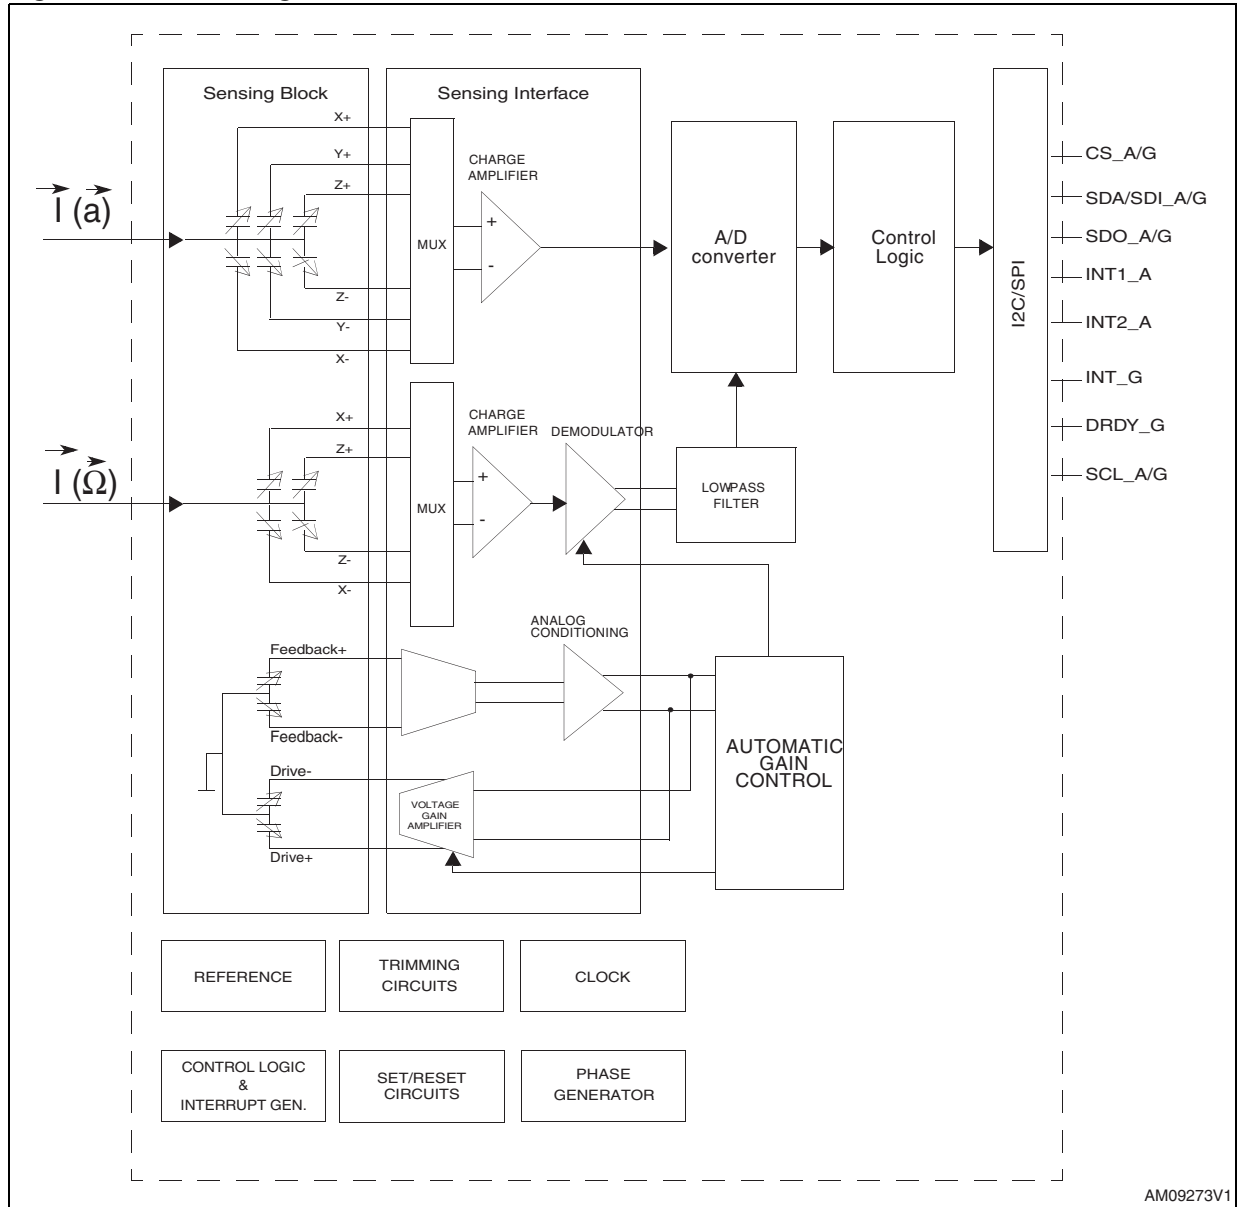 Sensing Block
Sensing Interface
X+
Y+
Z+
CHARGE
AMPLIFIER
I (a)
+
-
MUX
A/D
converter
Control
Logic
I2C/SPI
CS_A/G
SDA/SDI_A/G
SDO_A/G
INT1_A
INT2_A
INT_G
DRDY_G
SCL_A/G
Z-
Y-
X-
X+
Z+
CHARGE
AMPLIFIER
DEMODULATOR
I (Ω)
+
-
MUX
LOWPASS
FILTER
Z-
X-
ANALOG
CONDITIONING
Feedback+
Feedback-
AUTOMATIC
GAIN
CONTROL
Drive-
VOLTAGE
GAIN
AMPLIFIER
Drive+
REFERENCE
TRIMMING
CIRCUITS
CLOCK
CONTROL LOGIC
&
INTERRUPT GEN.
SET/RESET
CIRCUITS
PHASE
GENERATOR
AM09273V1